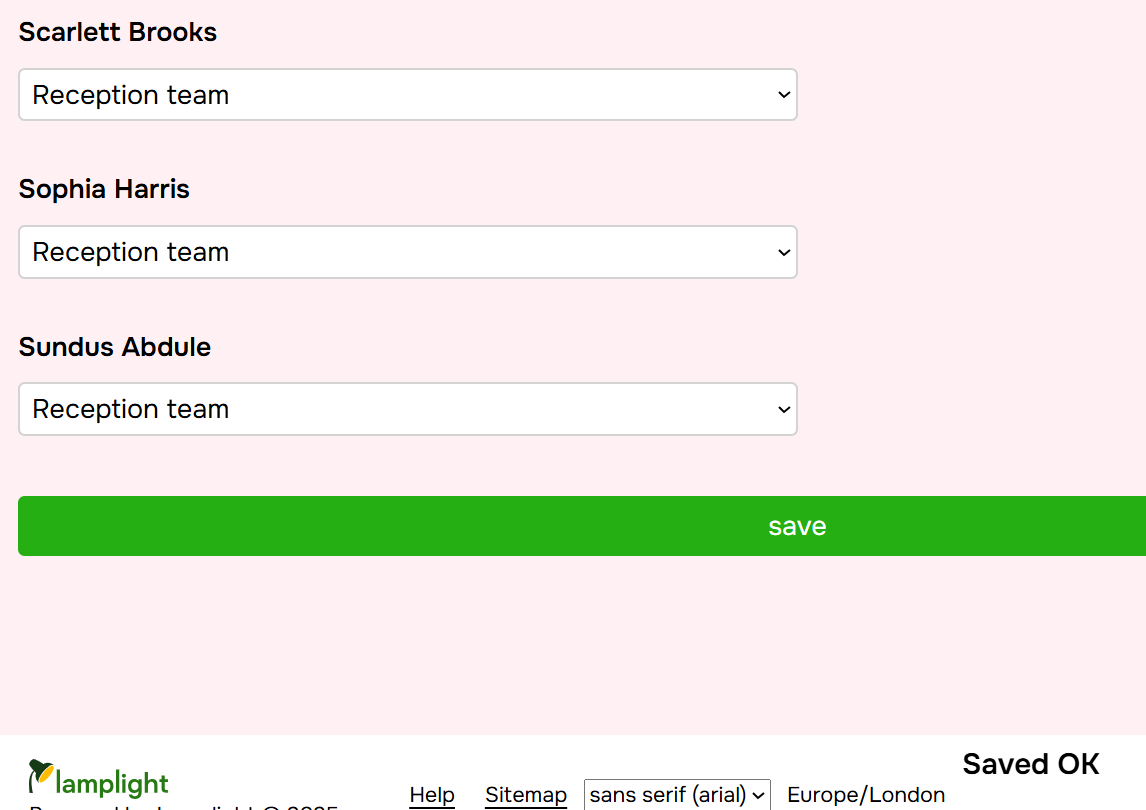 Scarlett Brooks
Reception team
Sophia Harris
Reception team
Sundus Abdule
Reception team
save
Saved OK
lamplight
Help Sitemap sans serif (arial) Europe/London